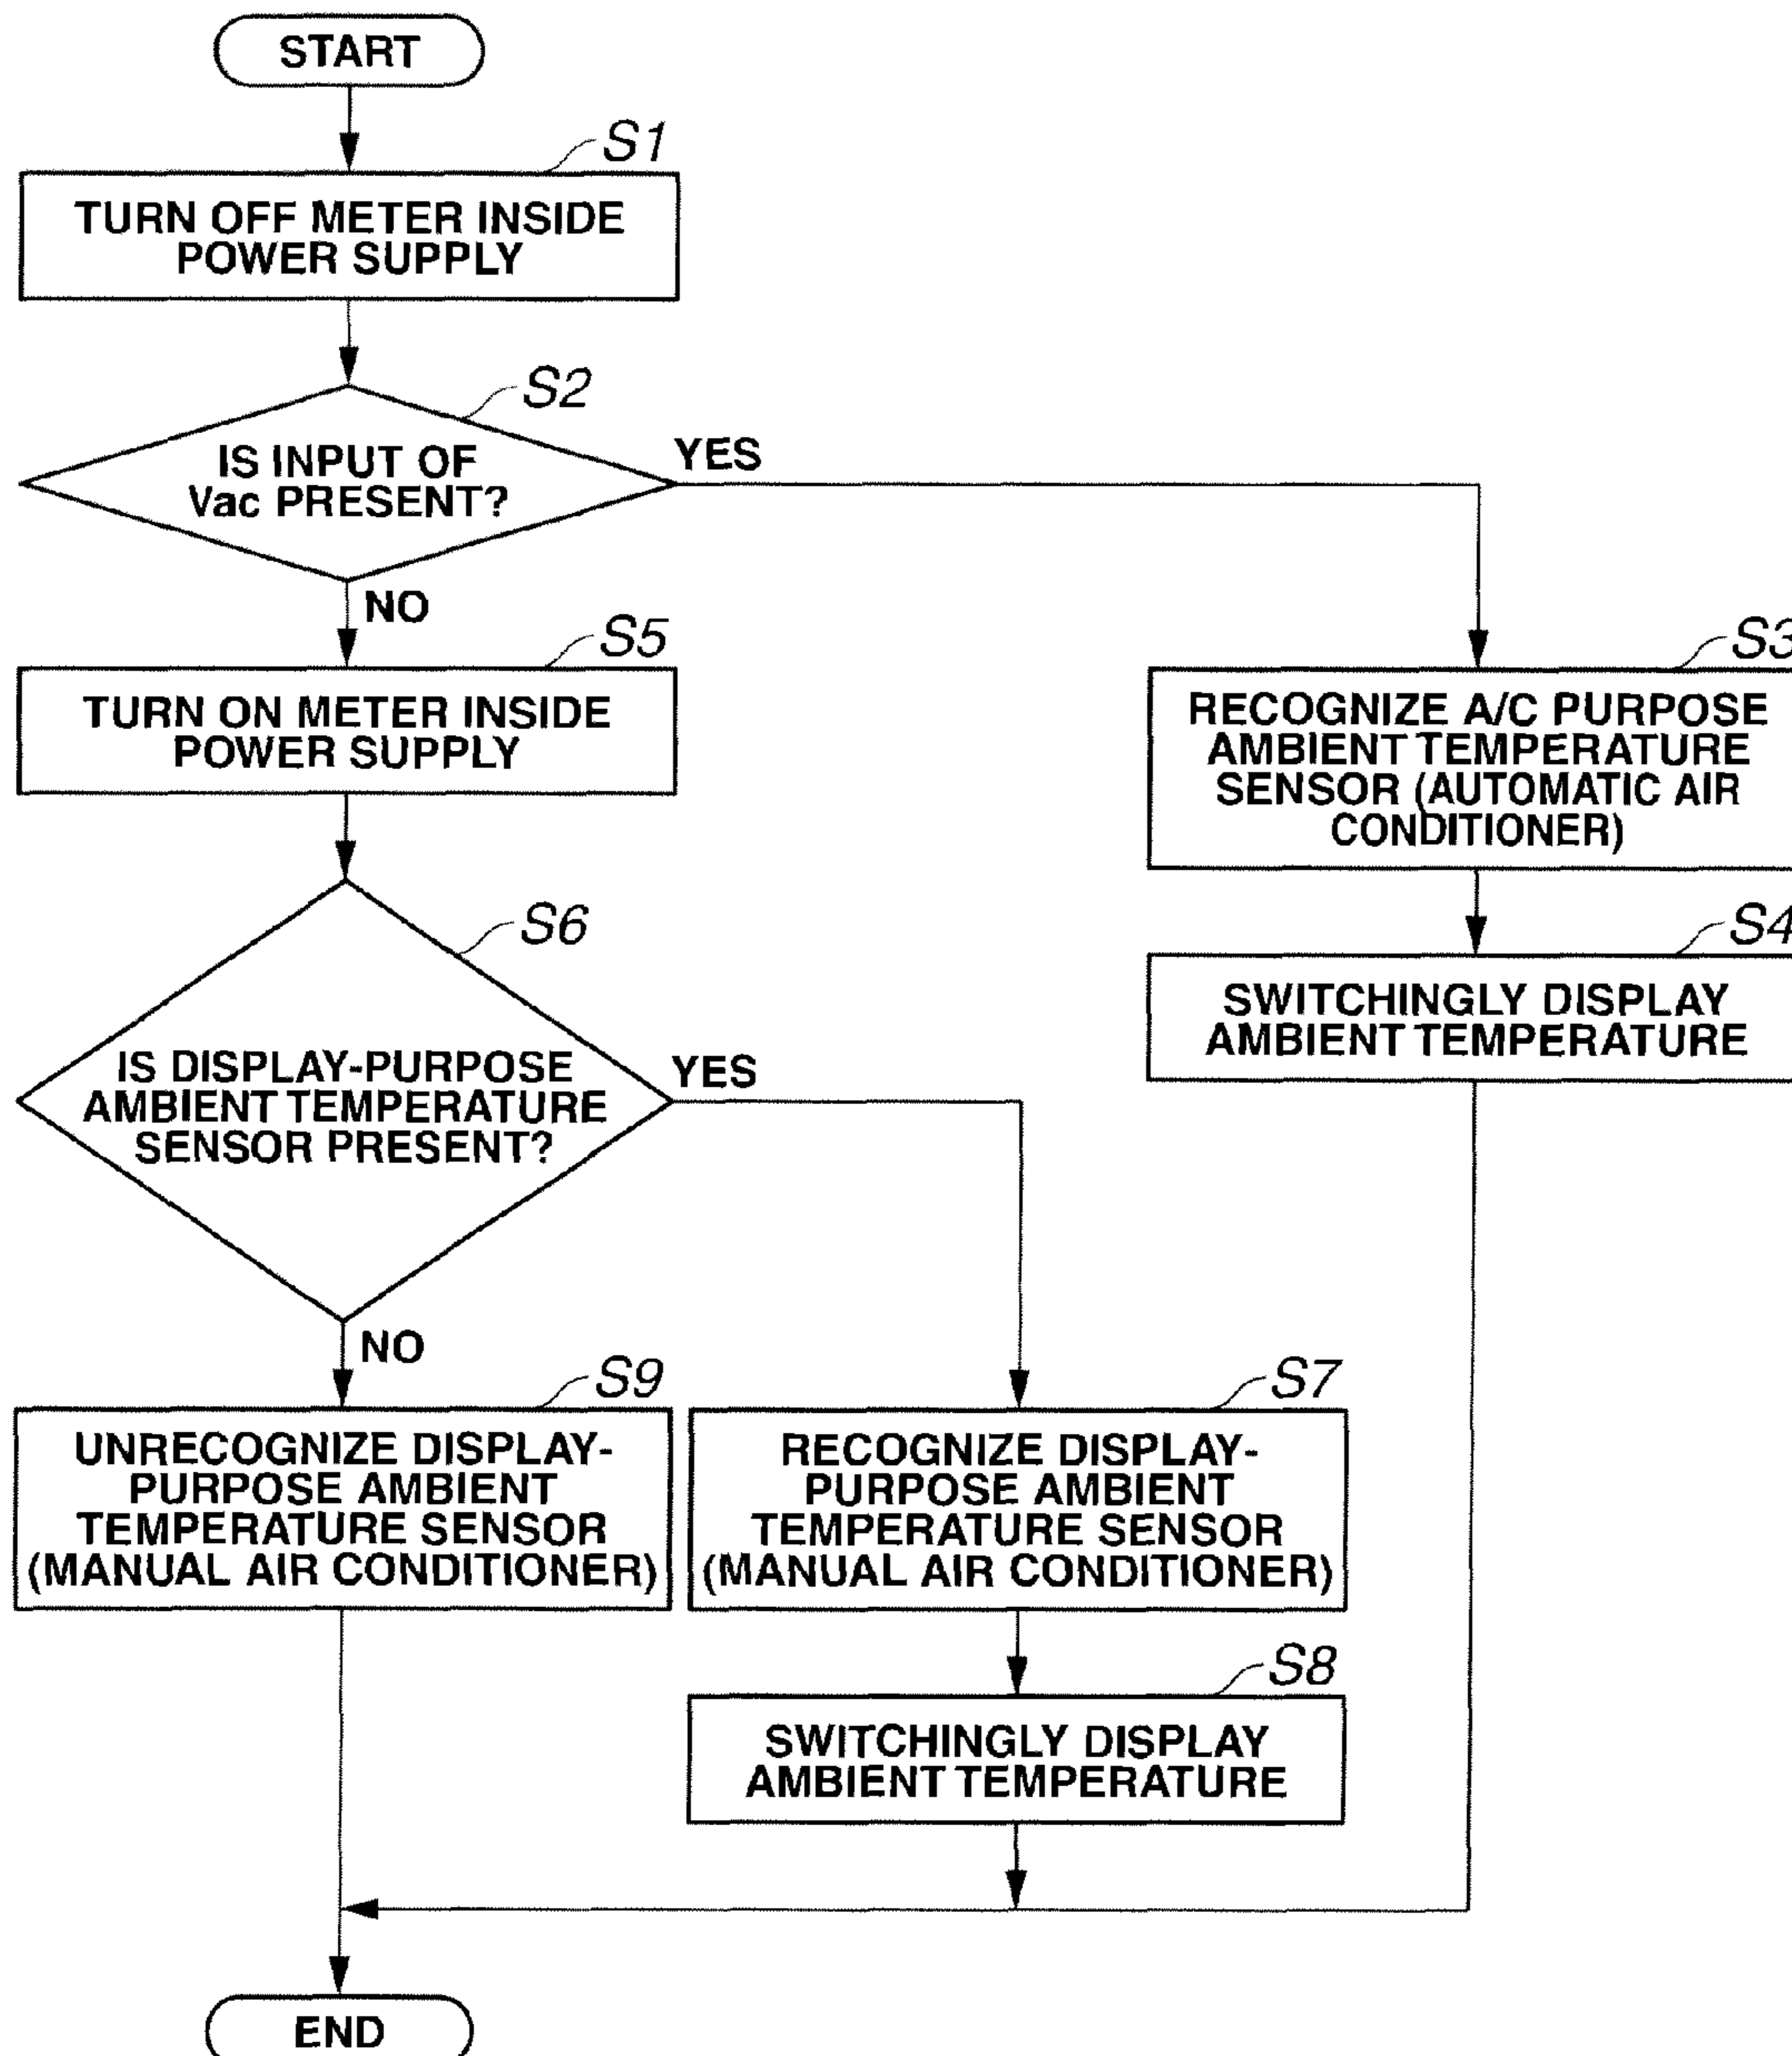 START
S1
TURN OFF METER INSIDE
POWER SUPPLY
S2
IS INPUT OF
Vac PRESENT?
YES
NO
S5
TURN ON METER INSIDE
POWER SUPPLY
S3
RECOGNIZE A/C PURPOSE
AMBIENT TEMPERATURE
SENSOR (AUTOMATIC AIR
CONDITIONER)
S4
SWITCHINGLY DISPLAY
AMBIENT TEMPERATURE
S6
IS DISPLAY-PURPOSE
AMBIENT TEMPERATURE
SENSOR PRESENT?
YES
NO
S9
UNRECOGNIZE DISPLAY-
PURPOSE AMBIENT
TEMPERATURE SENSOR
(MANUAL AIR CONDITIONER)
S7
RECOGNIZE DISPLAY-
PURPOSE AMBIENT
TEMPERATURE SENSOR
(MANUAL AIR CONDITIONER)
S8
SWITCHINGLY DISPLAY
AMBIENT TEMPERATURE
END